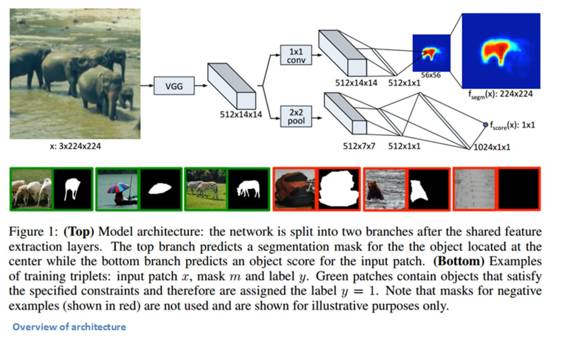 VGG
1x1
conv
2x2
pool
512x14x14
512x14x14
512x1x1
56x56
f_segm(x): 224x224
x: 3x224x224
512x7x7
512x1x1
1024x1x1
f_score(x): 1x1
Figure 1: (Top) Model architecture: the network is split into two branches after the shared feature
extraction layers. The top branch predicts a segmentation mask for the the object located at the
center while the bottom branch predicts an object score for the input patch. (Bottom) Examples
of training triplets: input patch x, mask m and label y. Green patches contain objects that satisfy
the specified constraints and therefore are assigned the label y = 1. Note that masks for negative
examples (shown in red) are not used and are shown for illustrative purposes only.
Overview of architecture